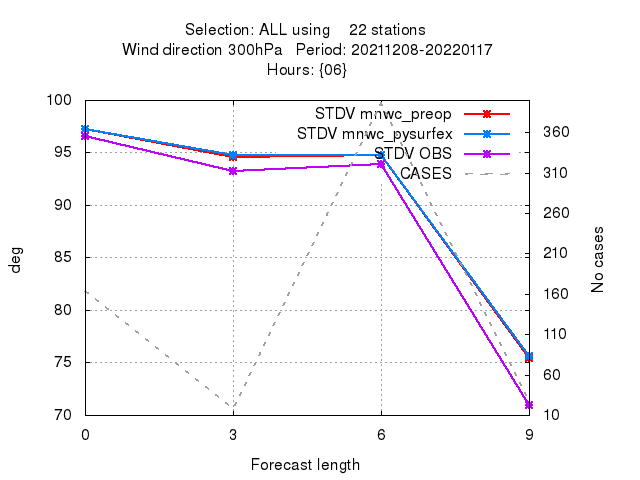 Selection: ALL using    22 stations
Wind direction 300hPa   Period: 20211208-20220117
Hours: {06}
STDV mnwc_preop
STDV mnwc_pysurfex
STDV OBS
CASES
100
95
90
85
80
75
70
deg
360
310
260
210
160
110
60
10
No cases
0 3 6 9
Forecast length